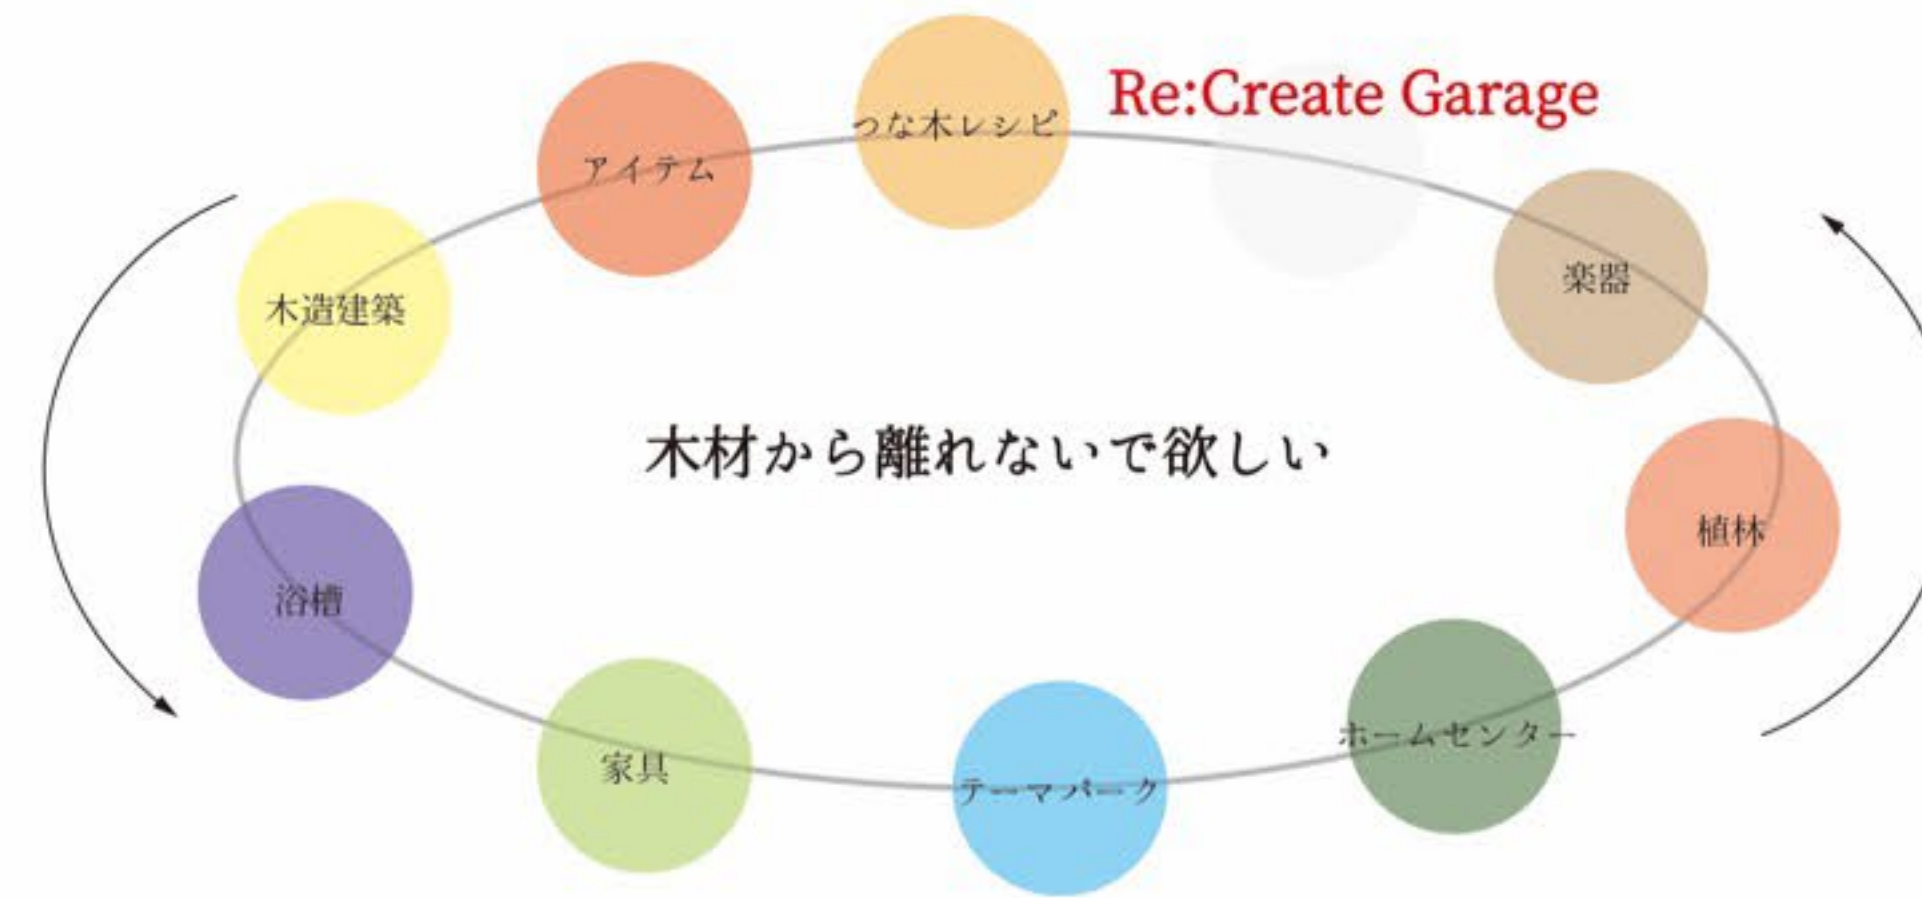 つな木レシピ
Re:Create Garage
アイテム
楽器
木造建築
木材から離れないで欲しい
植林
浴槽
ホームセンター
家具
テーマパーク